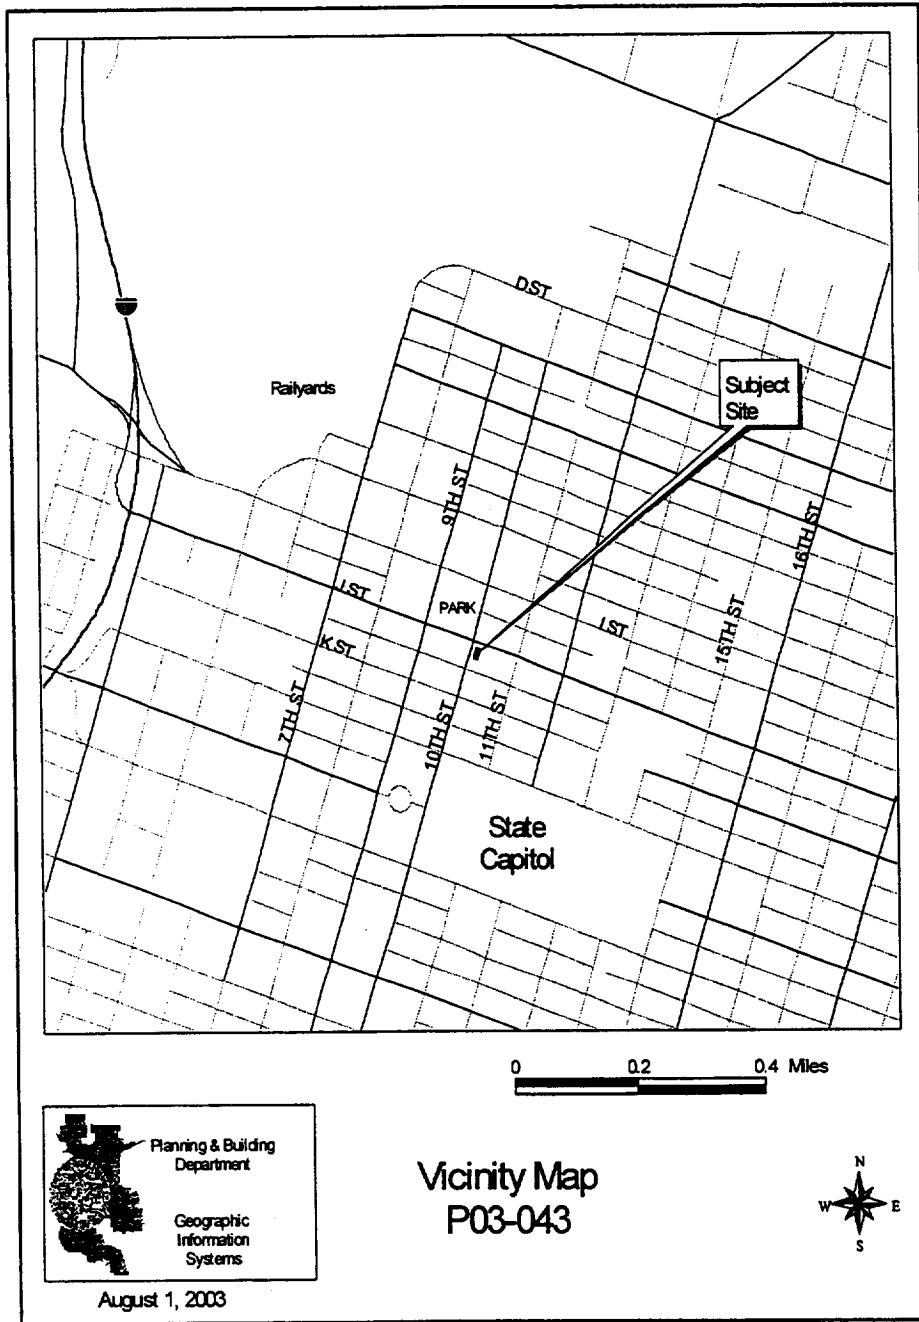 D ST
Railyards
Subject
Site
9TH ST
16TH ST
J ST
PARK
I ST
15TH ST
K ST
7TH ST
10TH ST
11TH ST
State
Capitol
0 0.2 0.4 Miles
Planning & Building
Department
Geographic
Information
Systems
Vicinity Map
P03-043
N
W E
S
August 1, 2003